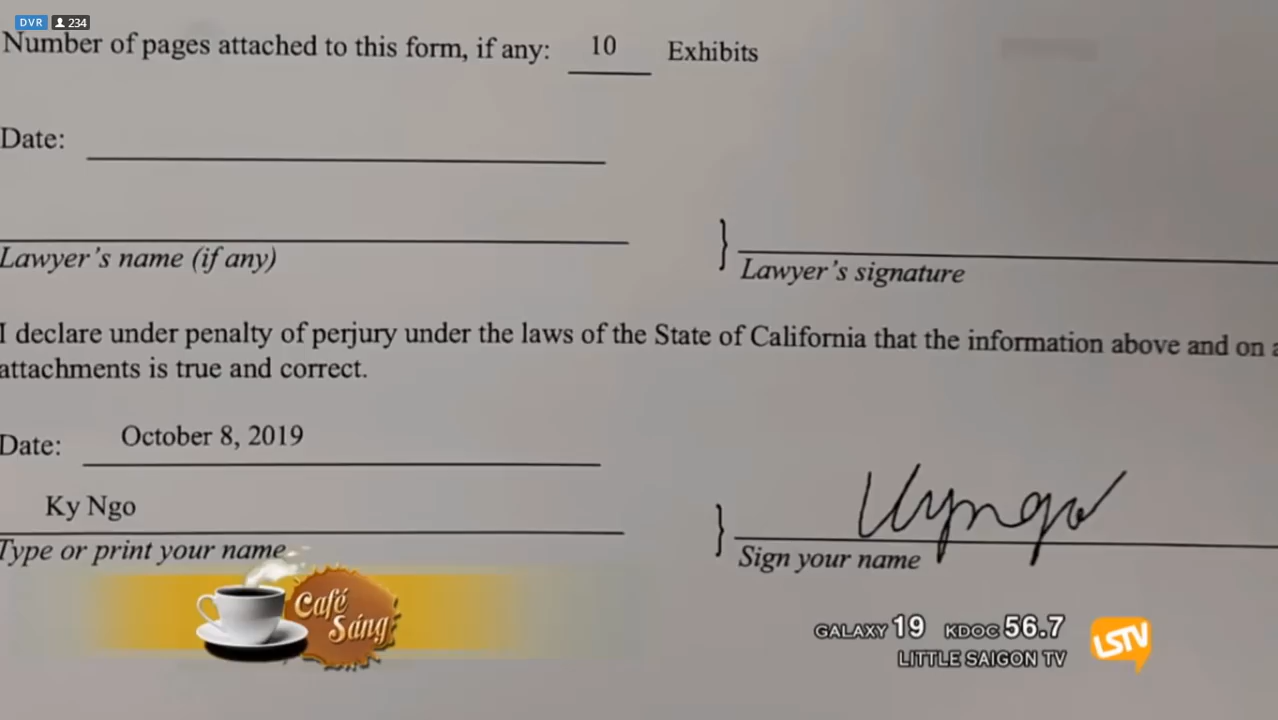 DVR 234
Number of pages attached to this form, if any: 10 Exhibits
Date:
Lawyer's name (if any)
} Lawyer's signature
I declare under penalty of perjury under the laws of the State of California that the information above and on a
attachments is true and correct.
Date: October 8, 2019
Ky Ngo
Type or print your name
} Kyngo
Sign your name
Café
Sáng
GALAXY 19 KDOC 56.7
LITTLE SAIGON TV
LSTV